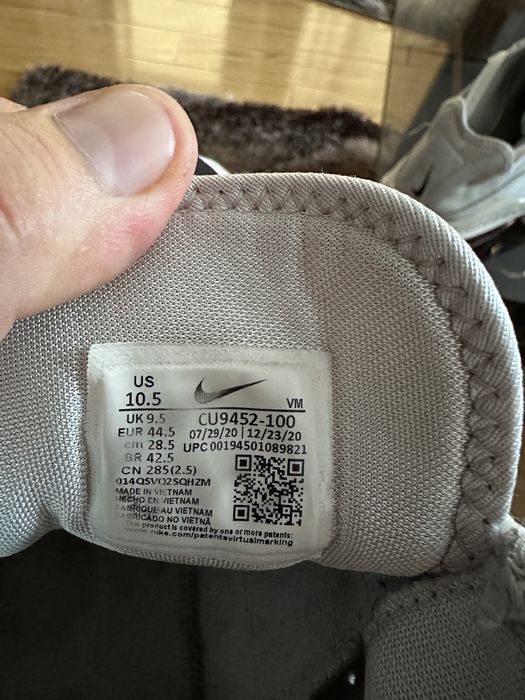 US
10.5
VM
UK 9.5
CU9452-100
EUR 44.5
07/29/20 | 12/23/20
cm 28.5
UPC 00194501089821
BR 42.5
CN 285(2.5)
014QSVO2SQHZM
MADE IN VIETNAM
HECHO EN VIETNAM
FABRIQUE AU VIETNAM
FABRICADO NO VIETNÃ
This product is covered by one or more patents:
www.nike.com/patentsvirtualmarking